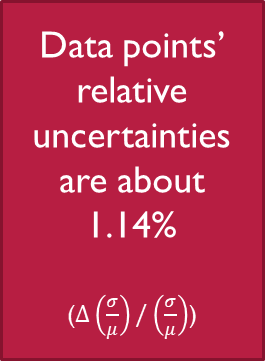 Data points’
relative
uncertainties
are about
1.14%
(Δ (σ/μ) / (σ/μ))